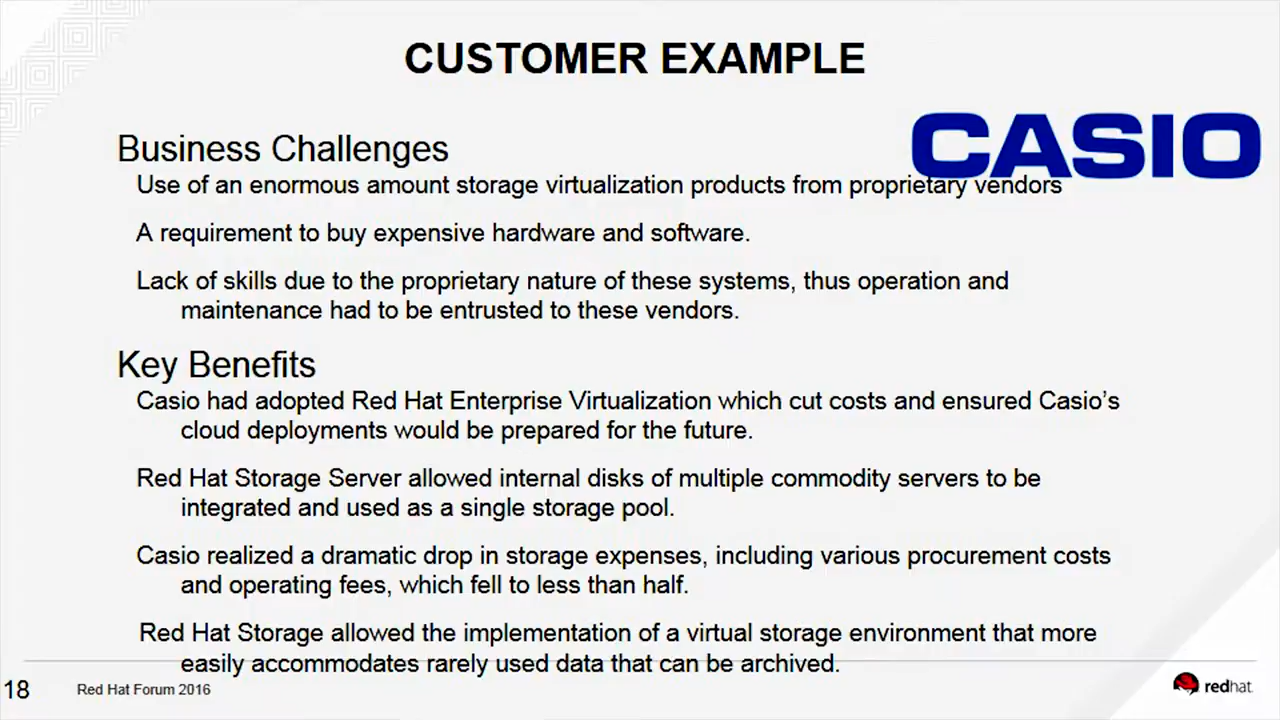 CUSTOMER EXAMPLE
CASIO
Business Challenges
Use of an enormous amount storage virtualization products from proprietary vendors
A requirement to buy expensive hardware and software.
Lack of skills due to the proprietary nature of these systems, thus operation and
maintenance had to be entrusted to these vendors.
Key Benefits
Casio had adopted Red Hat Enterprise Virtualization which cut costs and ensured Casio's
cloud deployments would be prepared for the future.
Red Hat Storage Server allowed internal disks of multiple commodity servers to be
integrated and used as a single storage pool.
Casio realized a dramatic drop in storage expenses, including various procurement costs
and operating fees, which fell to less than half.
Red Hat Storage allowed the implementation of a virtual storage environment that more
easily accommodates rarely used data that can be archived.
18 Red Hat Forum 2016
redhat.